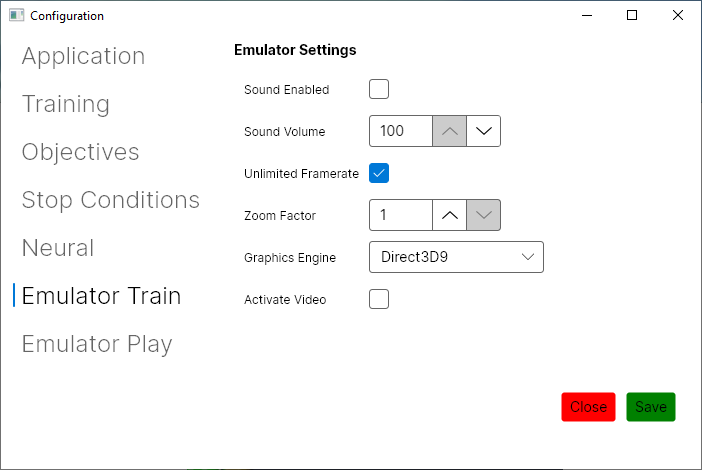 Configuration
Application
Training
Objectives
Stop Conditions
Neural
Emulator Train
Emulator Play
Emulator Settings
Sound Enabled
Sound Volume 100
Unlimited Framerate
Zoom Factor 1
Graphics Engine Direct3D9
Activate Video
Close Save